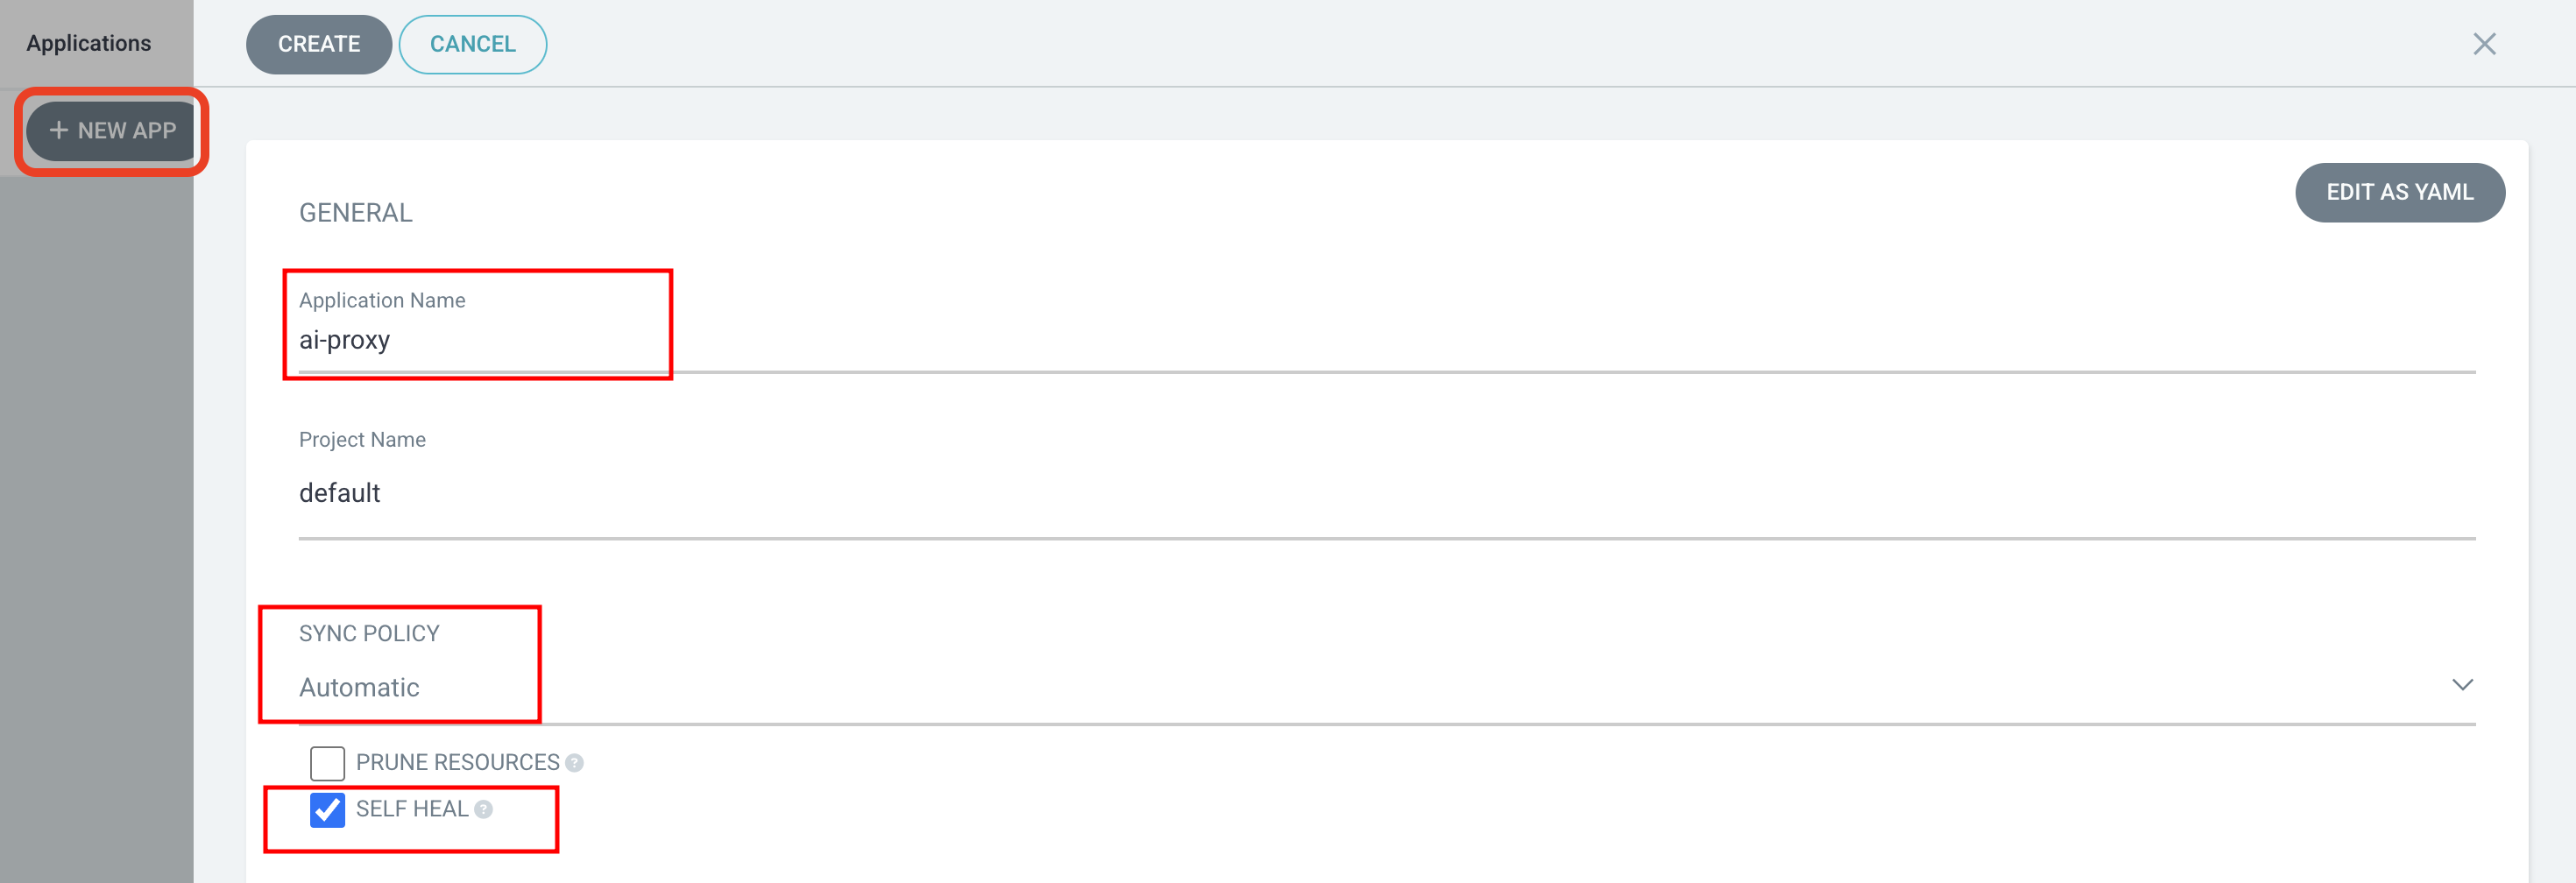 Applications
CREATE
CANCEL
+ NEW APP
EDIT AS YAML
GENERAL
Application Name
ai-proxy
Project Name
default
SYNC POLICY
Automatic
PRUNE RESOURCES ?
SELF HEAL ?